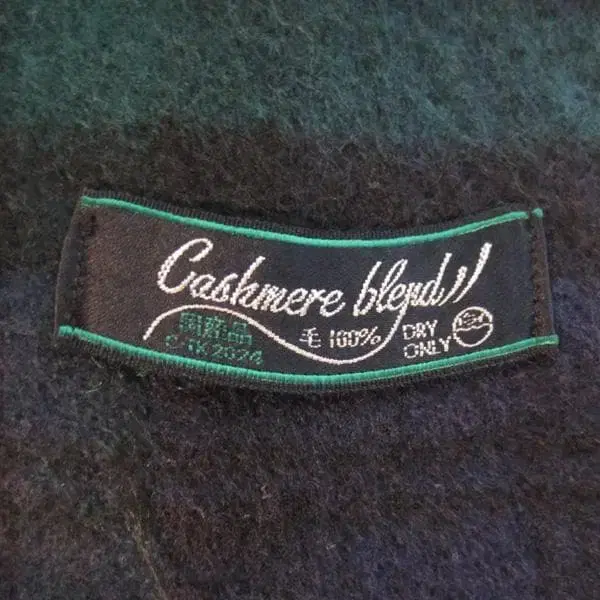 Cashmere blend
毛 100%
DRY
ONLY